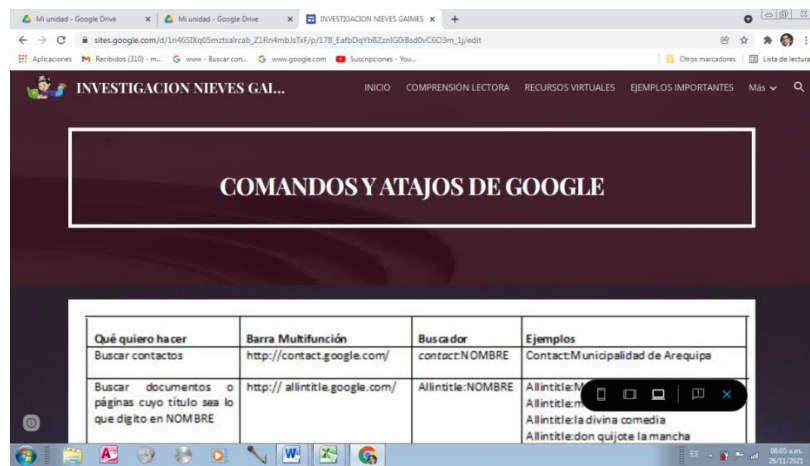 Mi unidad - Google Drive
Mi unidad - Google Drive
INVESTIGACION NIEVES GAIMES
sites.google.com/d/
/edit
Aplicaciones
Recibidos (310) - m...
www - Buscar con...
www.google.com
Suscripciones - You...
Otros marcadores
Lista de lectura
INVESTIGACION NIEVES GAI...
INICIO COMPRENSIÓN LECTORA RECURSOS VIRTUALES EJEMPLOS IMPORTANTES Más
COMANDOS Y ATAJOS DE GOOGLE
Qué quiero hacer Barra Multifunción Buscador Ejemplos
Buscar contactos http://contact.google.com/ contact:NOMBRE Contact:Municipalidad de Arequipa
Buscar documentos o http:// allintitle.google.com/ Allintitle:NOMBRE Allintitle:M
páginas cuyo título sea lo Allintitle:m
que digito en NOMBRE Allintitle:la divina comedia
Allintitle:don quijote la mancha
ES
08:05 a.m.
26/11/2021